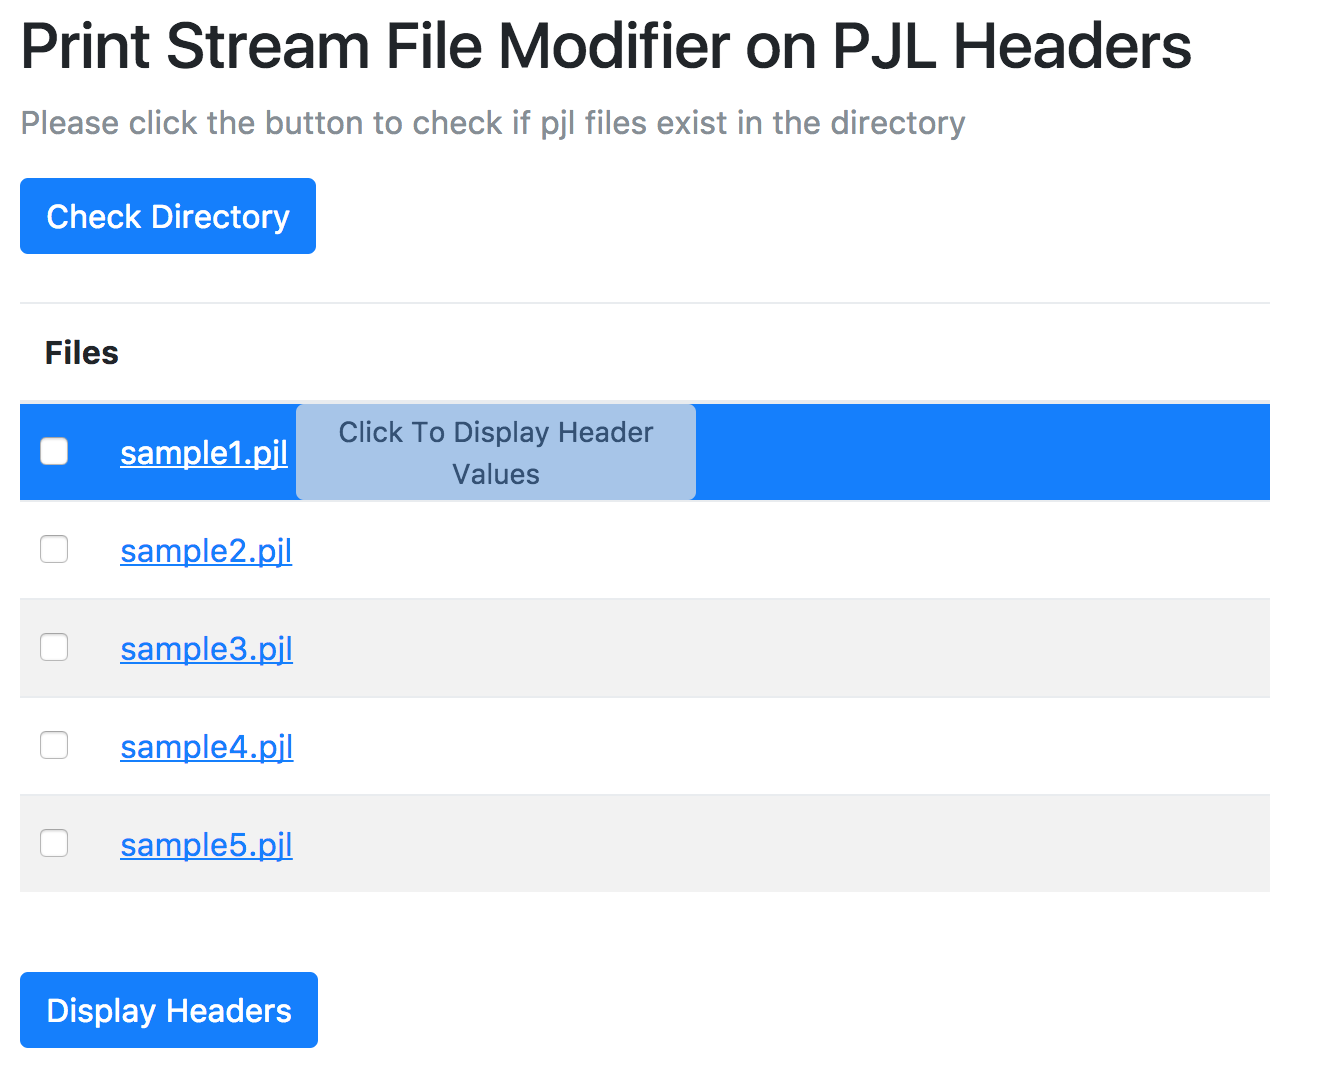 Print Stream File Modifier on PJL Headers
Please click the button to check if pjl files exist in the directory
Check Directory
Files
sample1.pjl
Click To Display Header
Values
sample2.pjl
sample3.pjl
sample4.pjl
sample5.pjl
Display Headers